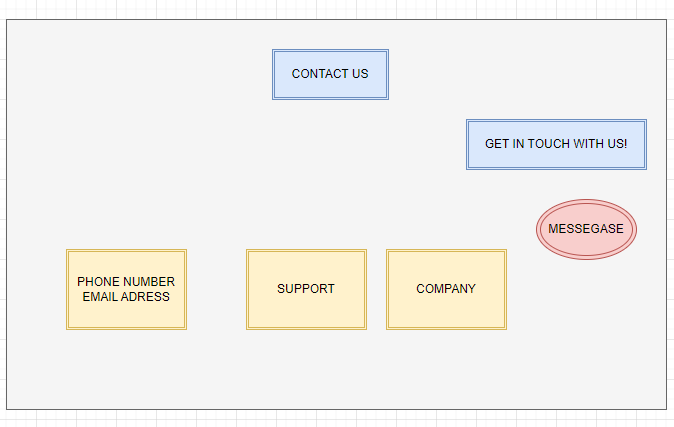 CONTACT US
GET IN TOUCH WITH US!
MESSEGASE
PHONE NUMBER
EMAIL ADRESS
SUPPORT
COMPANY